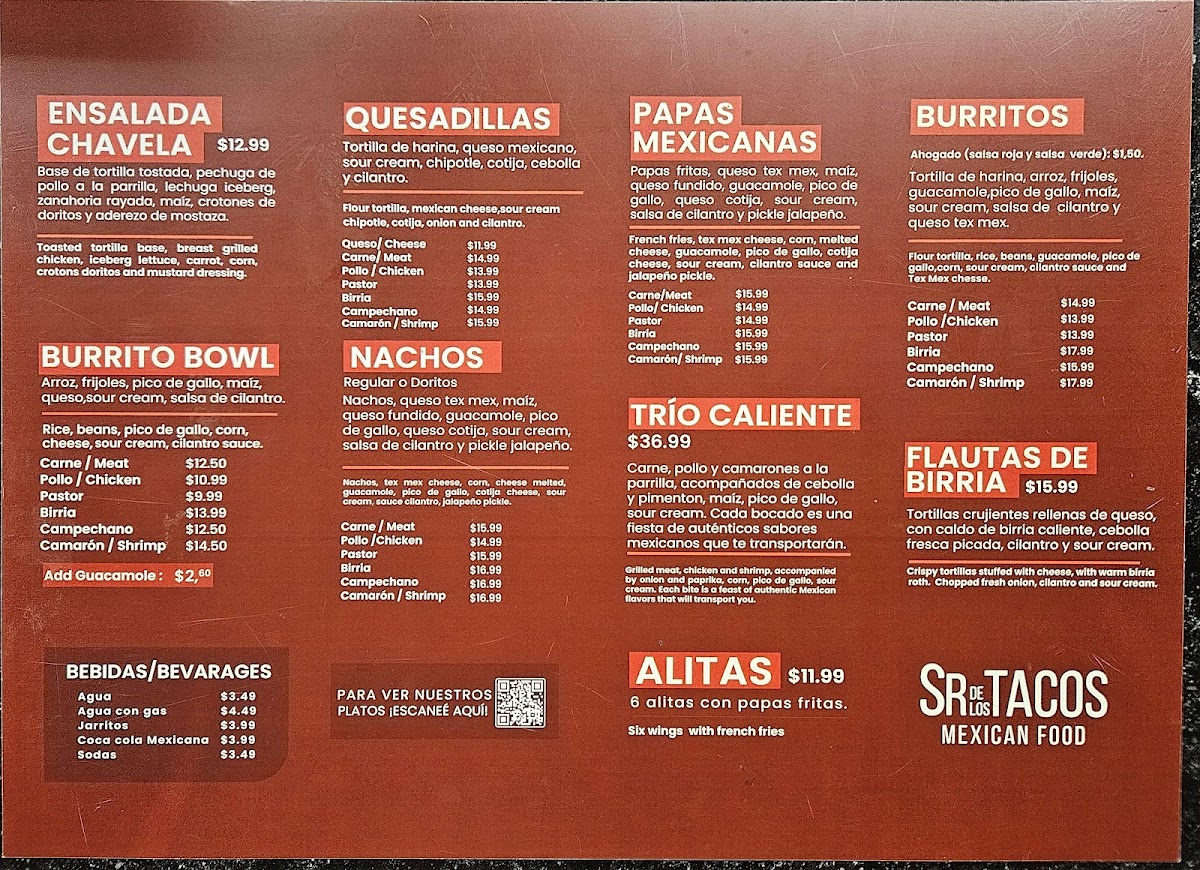 ENSALADA
CHAVELA $12.99
Base de tortilla tostada, pechuga de
pollo a la parrilla, lechuga iceberg,
zanahoria rayada, maíz, crotones de
doritos y aderezo de mostaza.
Toasted tortilla base, breast grilled
chicken, iceberg lettuce, carrot, corn,
crotons doritos and mustard dressing.
BURRITO BOWL
Arroz, frijoles, pico de gallo, maíz,
queso,sour cream, salsa de cilantro.
Rice, beans, pico de gallo, corn,
cheese, sour cream, cilantro sauce.
Carne / Meat $12.50
Pollo / Chicken $10.99
Pastor $9.99
Birria $13.99
Campechano $12.50
Camarón / Shrimp $14.50
Add Guacamole : $2,60
BEBIDAS/BEVARAGES
Agua $3.49
Agua con gas $4.49
Jarritos $3.99
Coca cola Mexicana $3.99
Sodas $3.49
QUESADILLAS
Tortilla de harina, queso mexicano,
sour cream, chipotle, cotija, cebolla
y cilantro.
Flour tortilla, mexican cheese,sour cream
chipotle, cotija, onion and cilantro.
Queso/ Cheese $11.99
Carne/ Meat $14.99
Pollo / Chicken $13.99
Pastor $13.99
Birria $15.99
Campechano $14.99
Camarón / Shrimp $15.99
NACHOS
Regular o Doritos
Nachos, queso tex mex, maíz,
queso fundido, guacamole, pico
de gallo, queso cotija, sour cream,
salsa de cilantro y pickle jalapeño.
Nachos, tex mex cheese, corn, cheese melted,
guacamole, pico de gallo, cotija cheese, sour
cream, sauce cilantro, jalapeño pickle.
Carne / Meat $15.99
Pollo /Chicken $14.99
Pastor $15.99
Birria $16.99
Campechano $16.99
Camarón / Shrimp $16.99
PARA VER NUESTROS
PLATOS ¡ESCANEÉ AQUÍ!
PAPAS
MEXICANAS
Papas fritas, queso tex mex, maíz,
queso fundido, guacamole, pico de
gallo, queso cotija, sour cream,
salsa de cilantro y pickle jalapeño.
French fries, tex mex cheese, corn, melted
cheese, guacamole, pico de gallo, cotija
cheese, sour cream, cilantro sauce and
jalapeño pickle.
Carne/Meat $15.99
Pollo/ Chicken $14.99
Pastor $14.99
Birria $15.99
Campechano $15.99
Camarón/ Shrimp $15.99
TRÍO CALIENTE
$36.99
Carne, pollo y camarones a la
parrilla, acompañados de cebolla
y pimenton, maíz, pico de gallo,
sour cream. Cada bocado es una
fiesta de auténticos sabores
mexicanos que te transportarán.
Grilled meat, chicken and shrimp, accompanied
by onion and paprika, corn, pico de gallo, sour
cream. Each bite is a feast of authentic Mexican
flavors that will transport you.
ALITAS $11.99
6 alitas con papas fritas.
Six wings with french fries
BURRITOS
Ahogado (salsa roja y salsa verde): $1,50.
Tortilla de harina, arroz, frijoles,
guacamole,pico de gallo, maíz,
sour cream, salsa de cilantro y
queso tex mex.
Flour tortilla, rice, beans, guacamole, pico de
gallo,corn, sour cream, cilantro sauce and
Tex Mex chesse.
Carne / Meat $14.99
Pollo /Chicken $13.99
Pastor $13.99
Birria $17.99
Campechano $15.99
Camarón / Shrimp $17.99
FLAUTAS DE
BIRRIA $15.99
Tortillas crujientes rellenas de queso,
con caldo de birria caliente, cebolla
fresca picada, cilantro y sour cream.
Crispy tortillas stuffed with cheese, with warm birria
roth. Chopped fresh onion, cilantro and sour cream.
SR DE LOS TACOS
MEXICAN FOOD